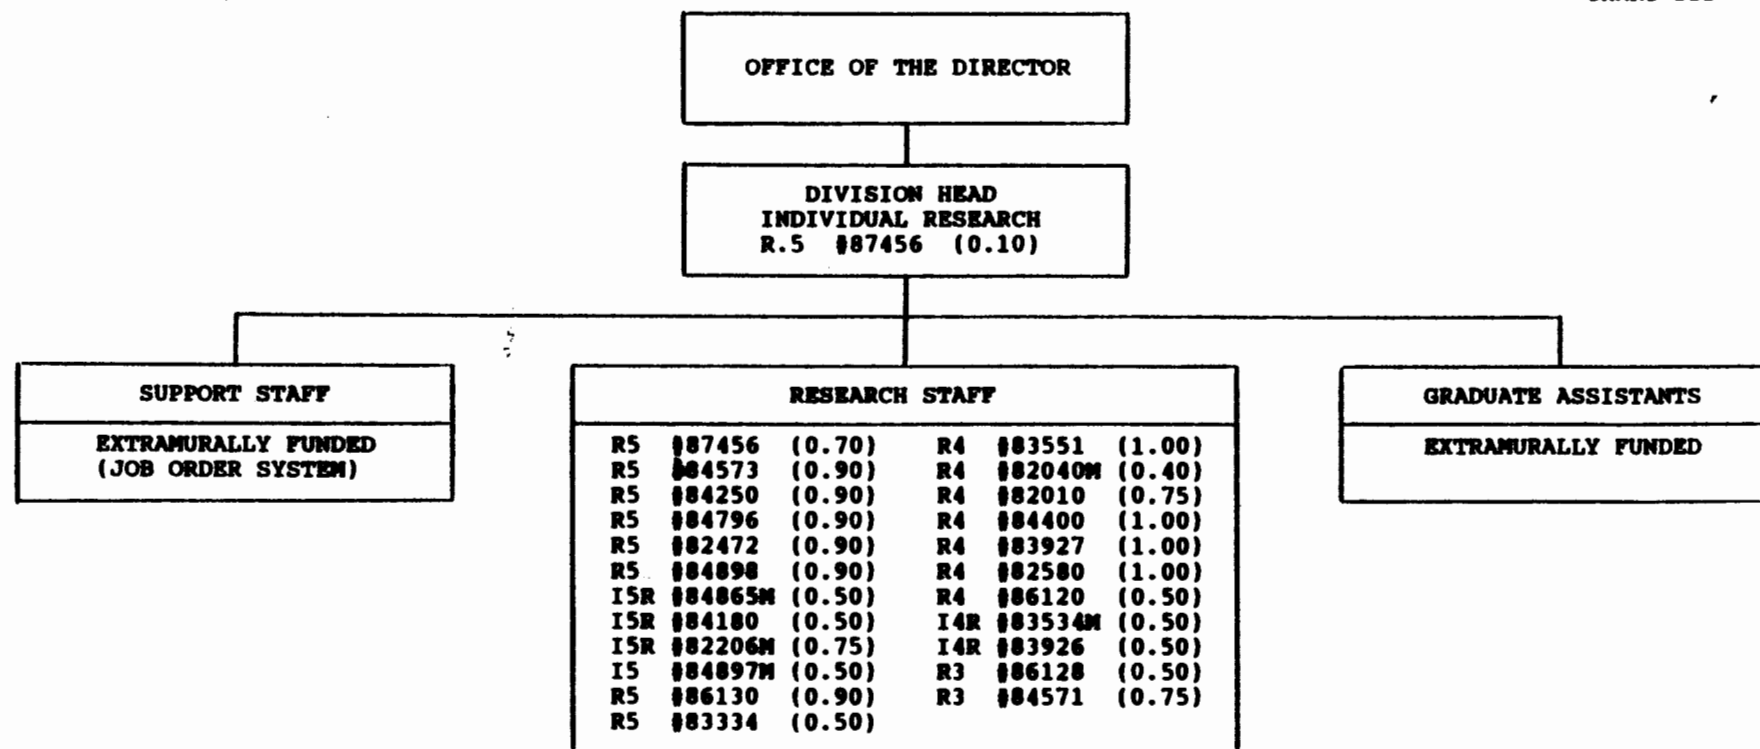 OFFICE OF THE DIRECTOR
DIVISION HEAD
INDIVIDUAL RESEARCH
R.5 #87456 (0.10)
SUPPORT STAFF
EXTRAMURALLY FUNDED
(JOB ORDER SYSTEM)
RESEARCH STAFF
R5 #87456 (0.70) R4 #83551 (1.00)
R5 #84573 (0.90) R4 #82040M (0.40)
R5 #84250 (0.90) R4 #82010 (0.75)
R5 #84796 (0.90) R4 #84400 (1.00)
R5 #82472 (0.90) R4 #83927 (1.00)
R5 #84898 (0.90) R4 #82580 (1.00)
I5R #84865M (0.50) R4 #86120 (0.50)
I5R #84180 (0.50) I4R #83534M (0.50)
I5R #82206M (0.75) I4R #83926 (0.50)
I5 #84897M (0.50) R3 #86128 (0.50)
R5 #86130 (0.90) R3 #84571 (0.75)
R5 #83334 (0.50)
GRADUATE ASSISTANTS
EXTRAMURALLY FUNDED